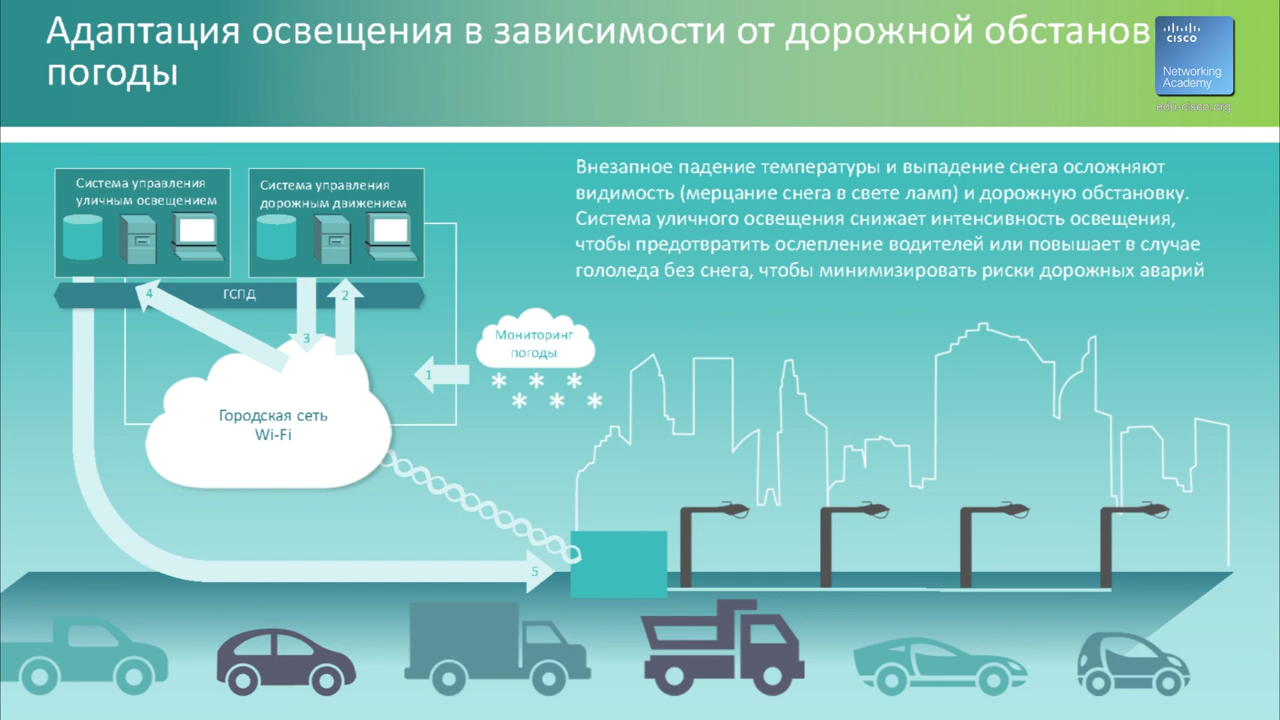 Адаптация освещения в зависимости от дорожной обстанов
погоды
cisco
Networking
Academy
edu-cisco.org
Система управления
уличным освещением
Система управления
дорожным движением
Внезапное падение температуры и выпадение снега осложняют
видимость (мерцание снега в свете ламп) и дорожную обстановку.
Система уличного освещения снижает интенсивность освещения,
чтобы предотвратить ослепление водителей или повышает в случае
гололеда без снега, чтобы минимизировать риски дорожных аварий
4
ГСПД
2
3
Мониторинг
погоды
1
Городская сеть
Wi-Fi
5